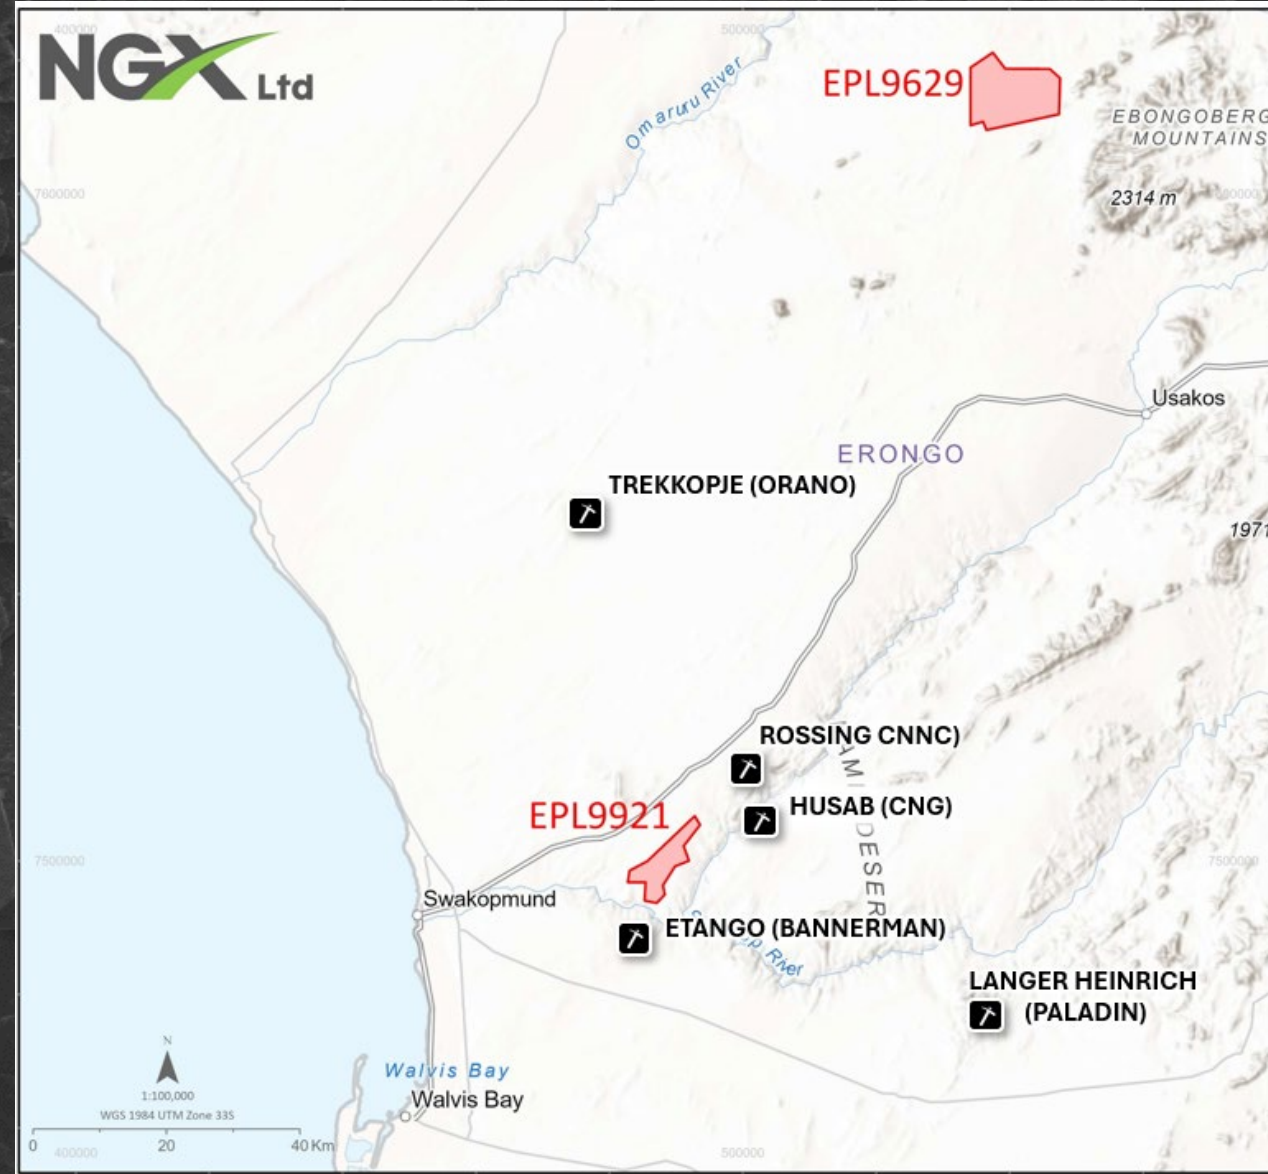 400000
500000
NGX Ltd
Omaruru River
EPL9629
EBONGOBERG
MOUNTAINS
7600000
2314 m
Usakos
ERONGO
TREKKOPJE (ORANO)
1971
ROSSING CNNC)
HUSAB (CNG)
EPL9921
DESER
7500000
7500000
Swakopmund
ETANGO (BANNERMAN)
River
LANGER HEINRICH
(PALADIN)
N
1:100,000
WGS 1984 UTM Zone 33S
Walvis Bay
Walvis Bay
0 20 40 Km
400000
500000